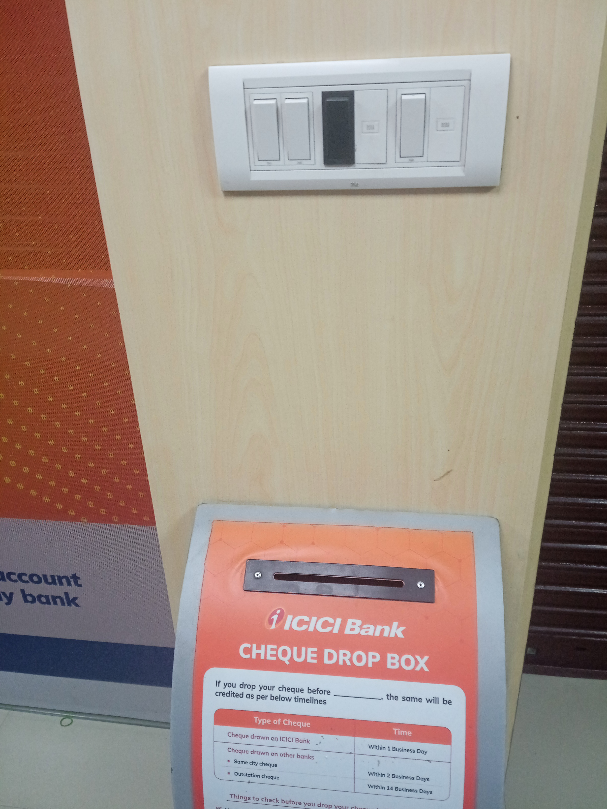 account
ny bank
i ICICI Bank
CHEQUE DROP BOX
If you drop your cheque before ________, the same will be
credited as per below timelines
Type of Cheque Time
Cheque drawn on ICICI Bank Within 1 Business Day
Cheque drawn on other banks
• Same city cheque Within 2 Business Days
• Outstation cheque Within 14 Business Days
Things to check before you drop your